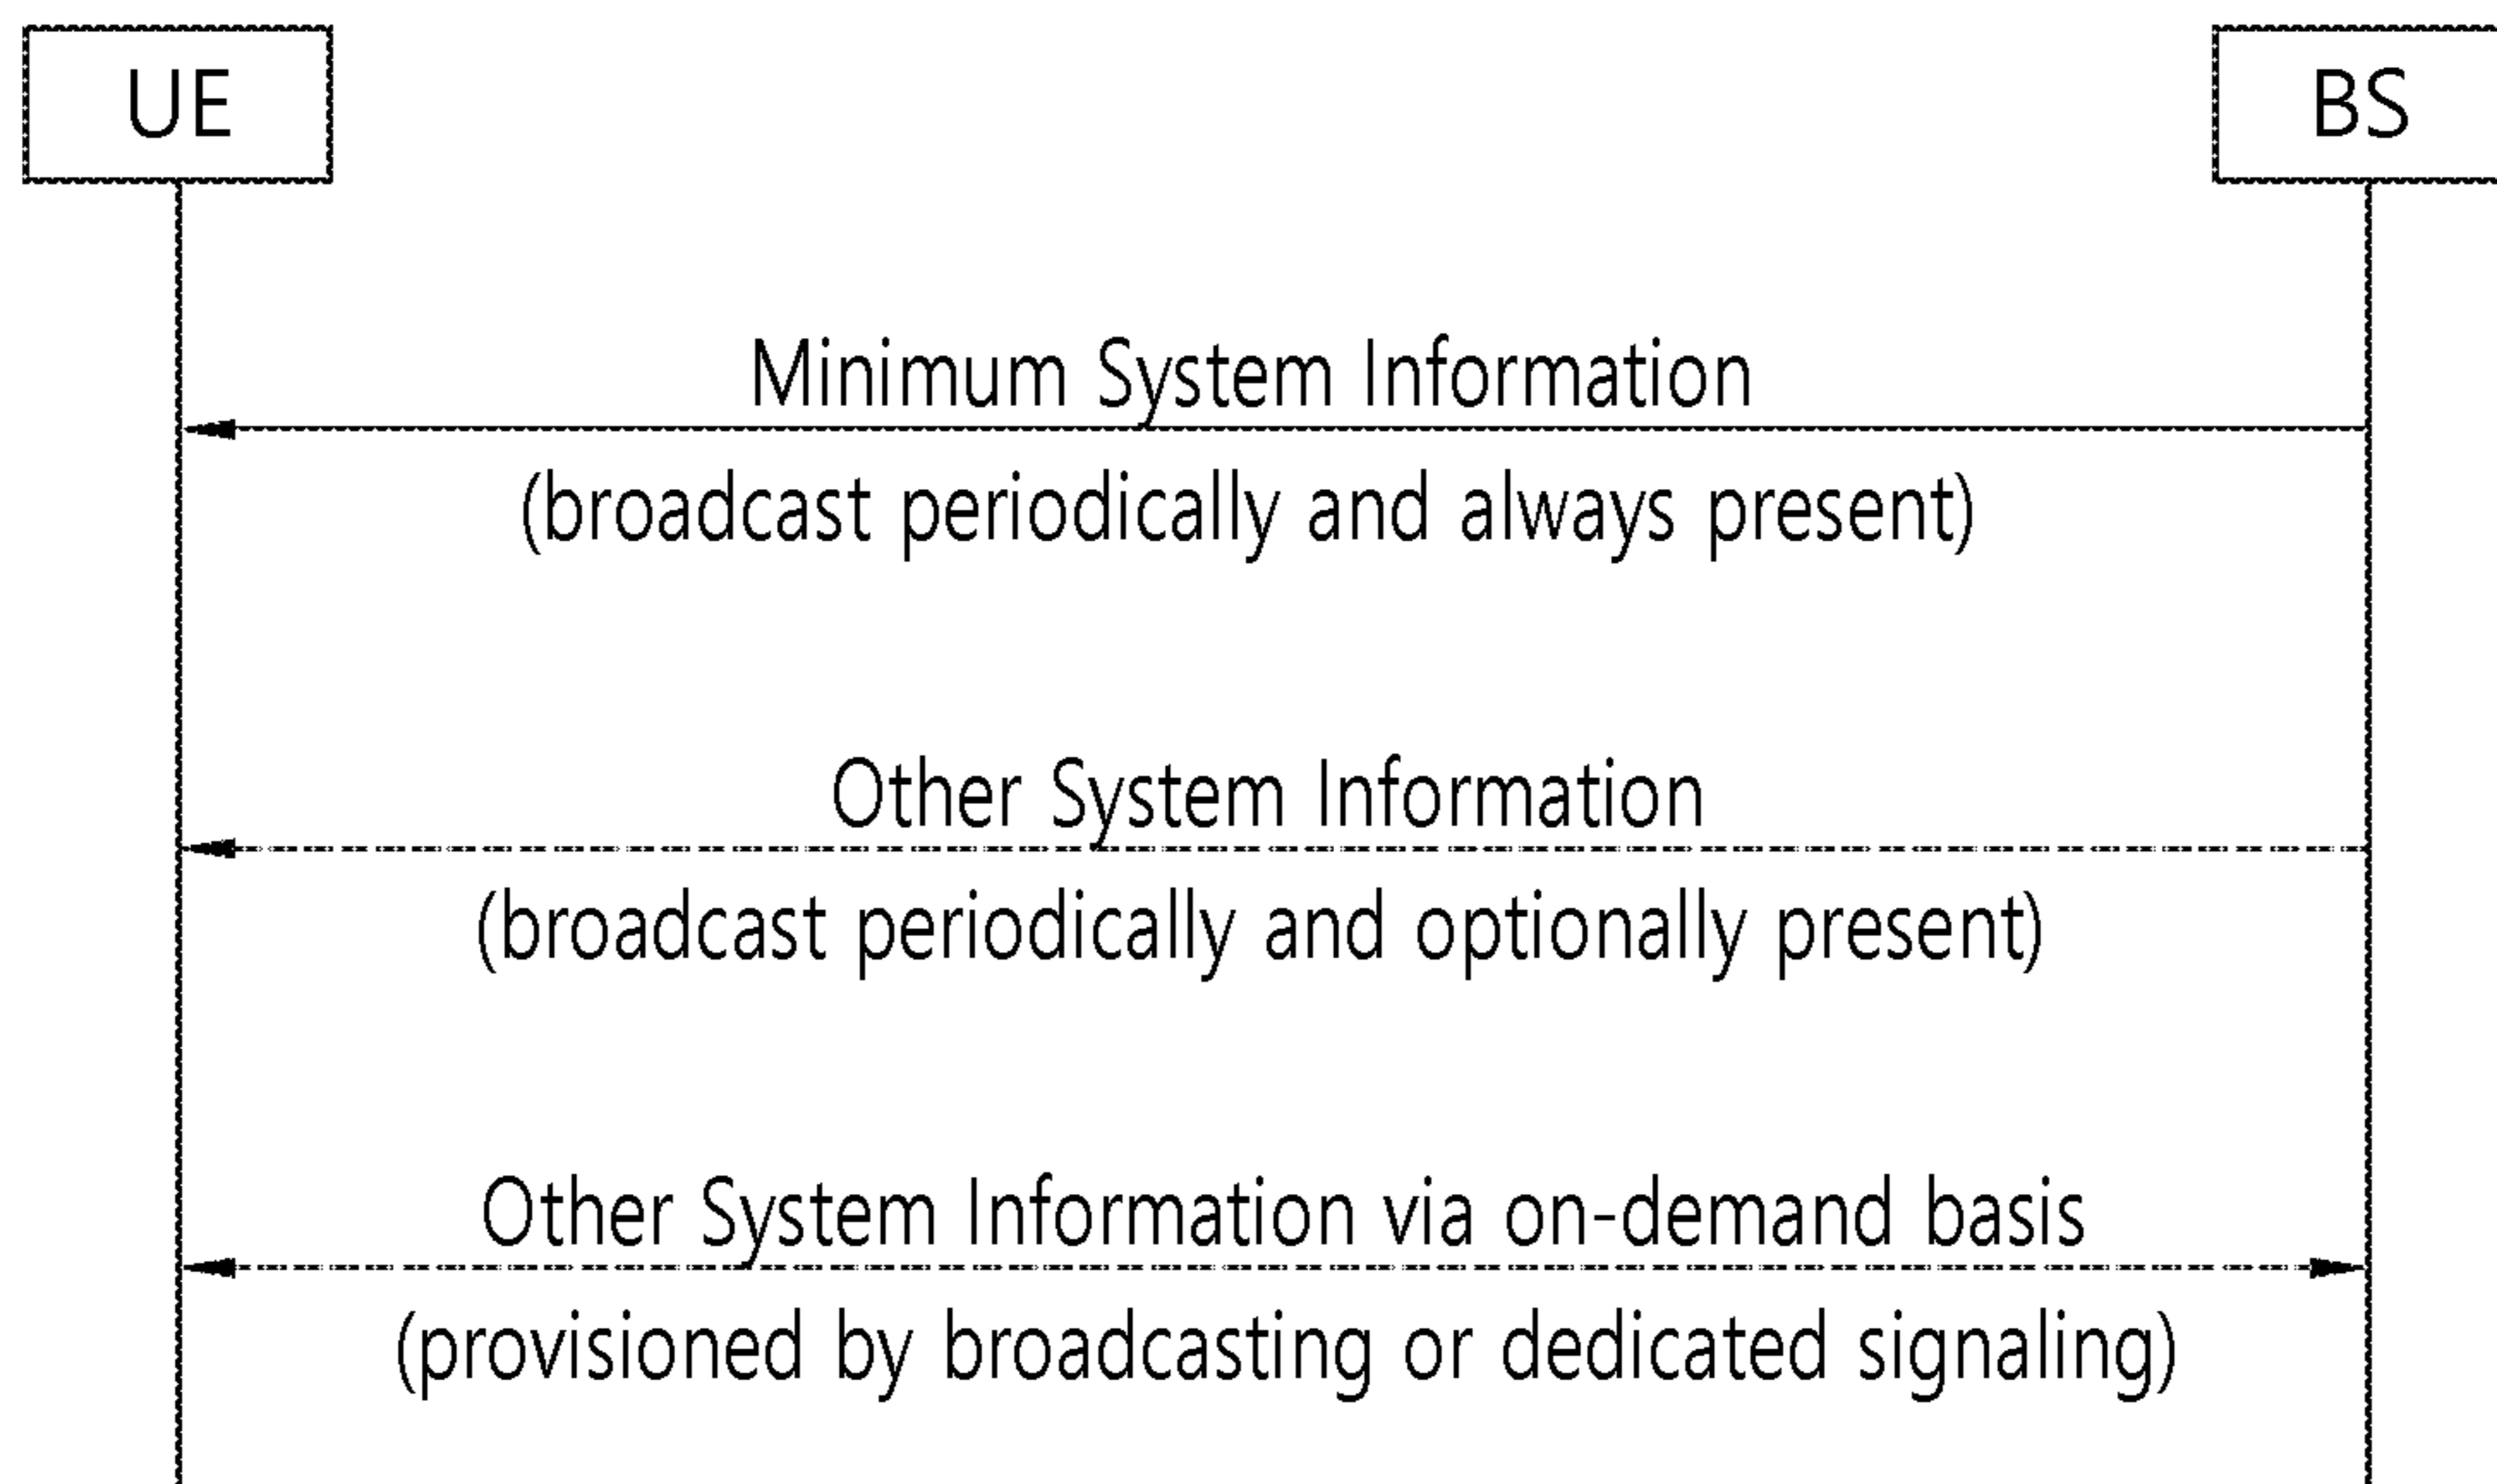 UE
BS
Minimum System Information
(broadcast periodically and always present)
Other System Information
(broadcast periodically and optionally present)
Other System Information via on-demand basis
(provisioned by broadcasting or dedicated signaling)